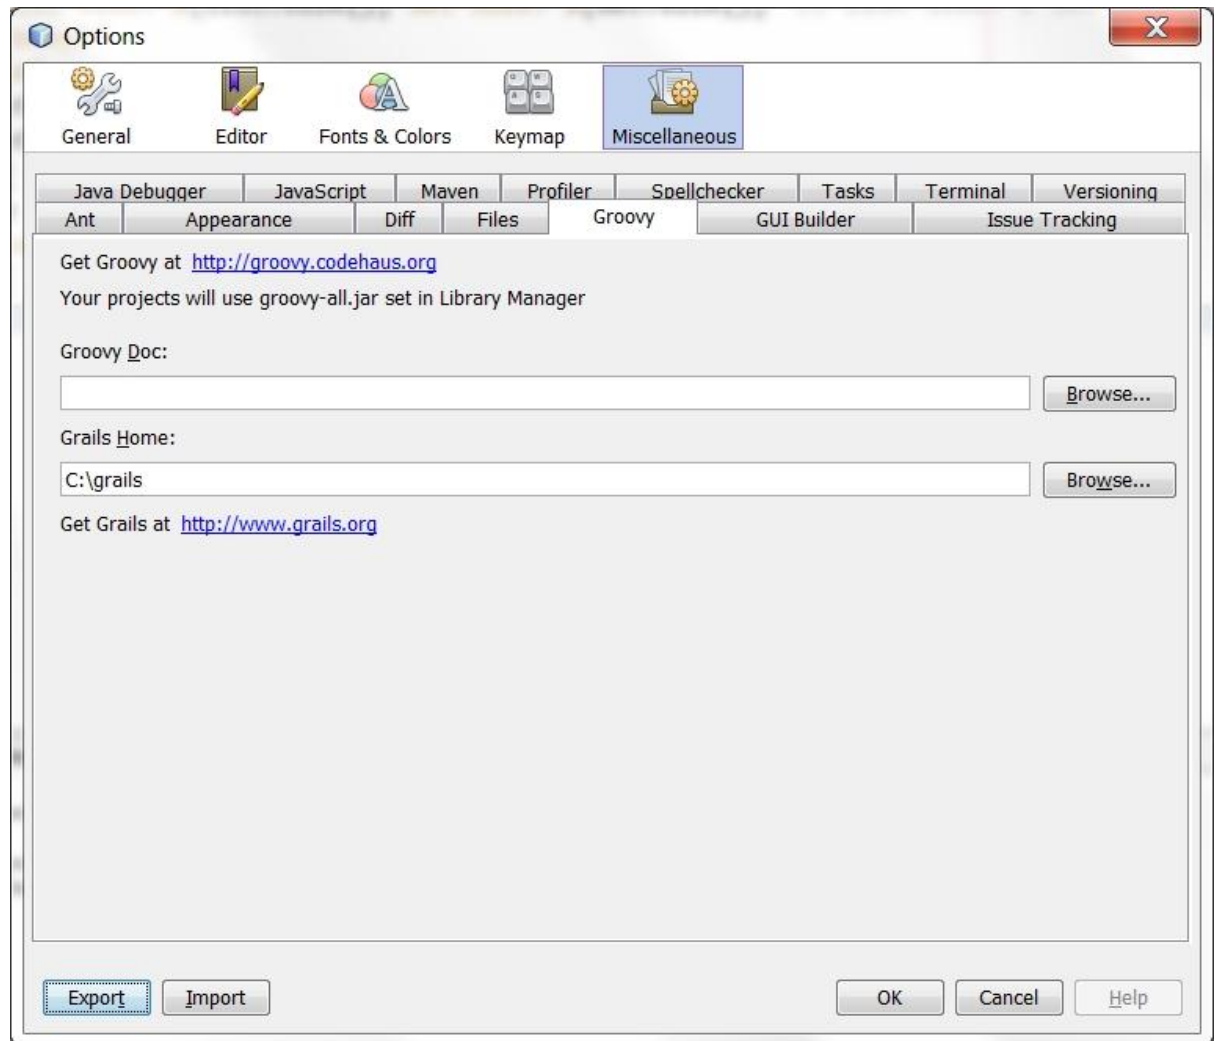 Options
General Editor Fonts & Colors Keymap Miscellaneous
Java Debugger JavaScript Maven Profiler Spellchecker Tasks Terminal Versioning
Ant Appearance Diff Files Groovy GUI Builder Issue Tracking
Get Groovy at http://groovy.codehaus.org
Your projects will use groovy-all.jar set in Library Manager
Groovy Doc:
Browse...
Grails Home:
C:\grails Browse...
Get Grails at http://www.grails.org
Export Import OK Cancel Help